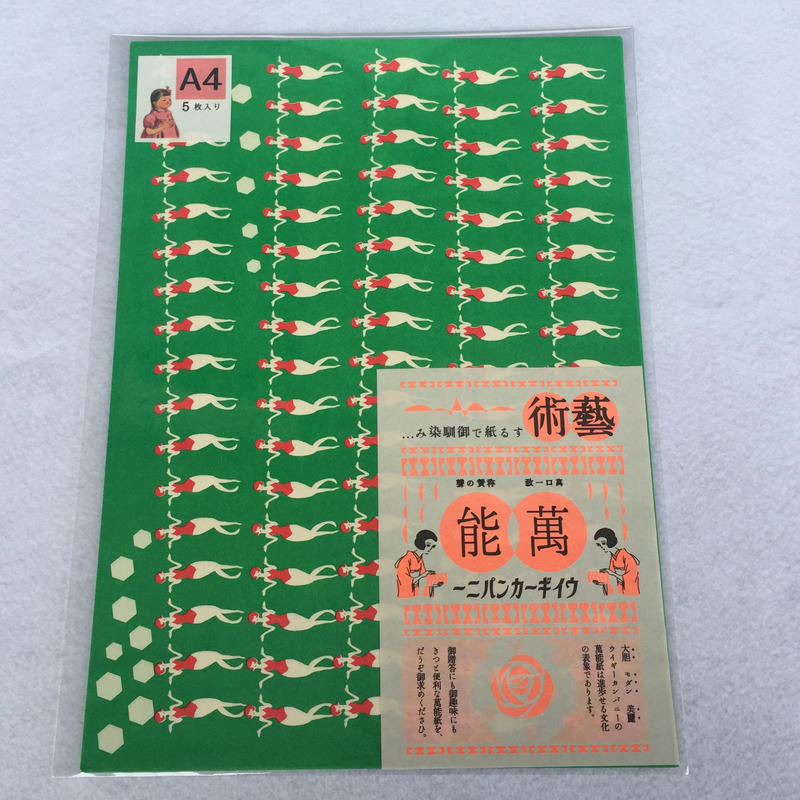 A4
5枚入り
藝術
する紙で御馴染み…
萬口一致 称賛の聲
萬能
ウイギーカンパニー
大胆 モダン 美麗
ウイギーカンパニーの
萬能紙は進歩せる文化
の表象であります。
御贈答にも御趣味にも
きつと便利な萬能紙を、
だうぞ御求めくださひ。